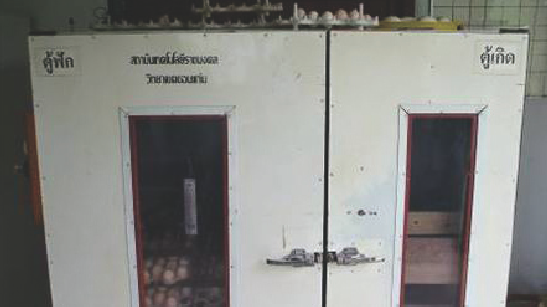 ตู้ฟัก
สถาบันเทคโนโลยีราชมงคล
วิทยาเขตขอนแก่น
ตู้เกิด